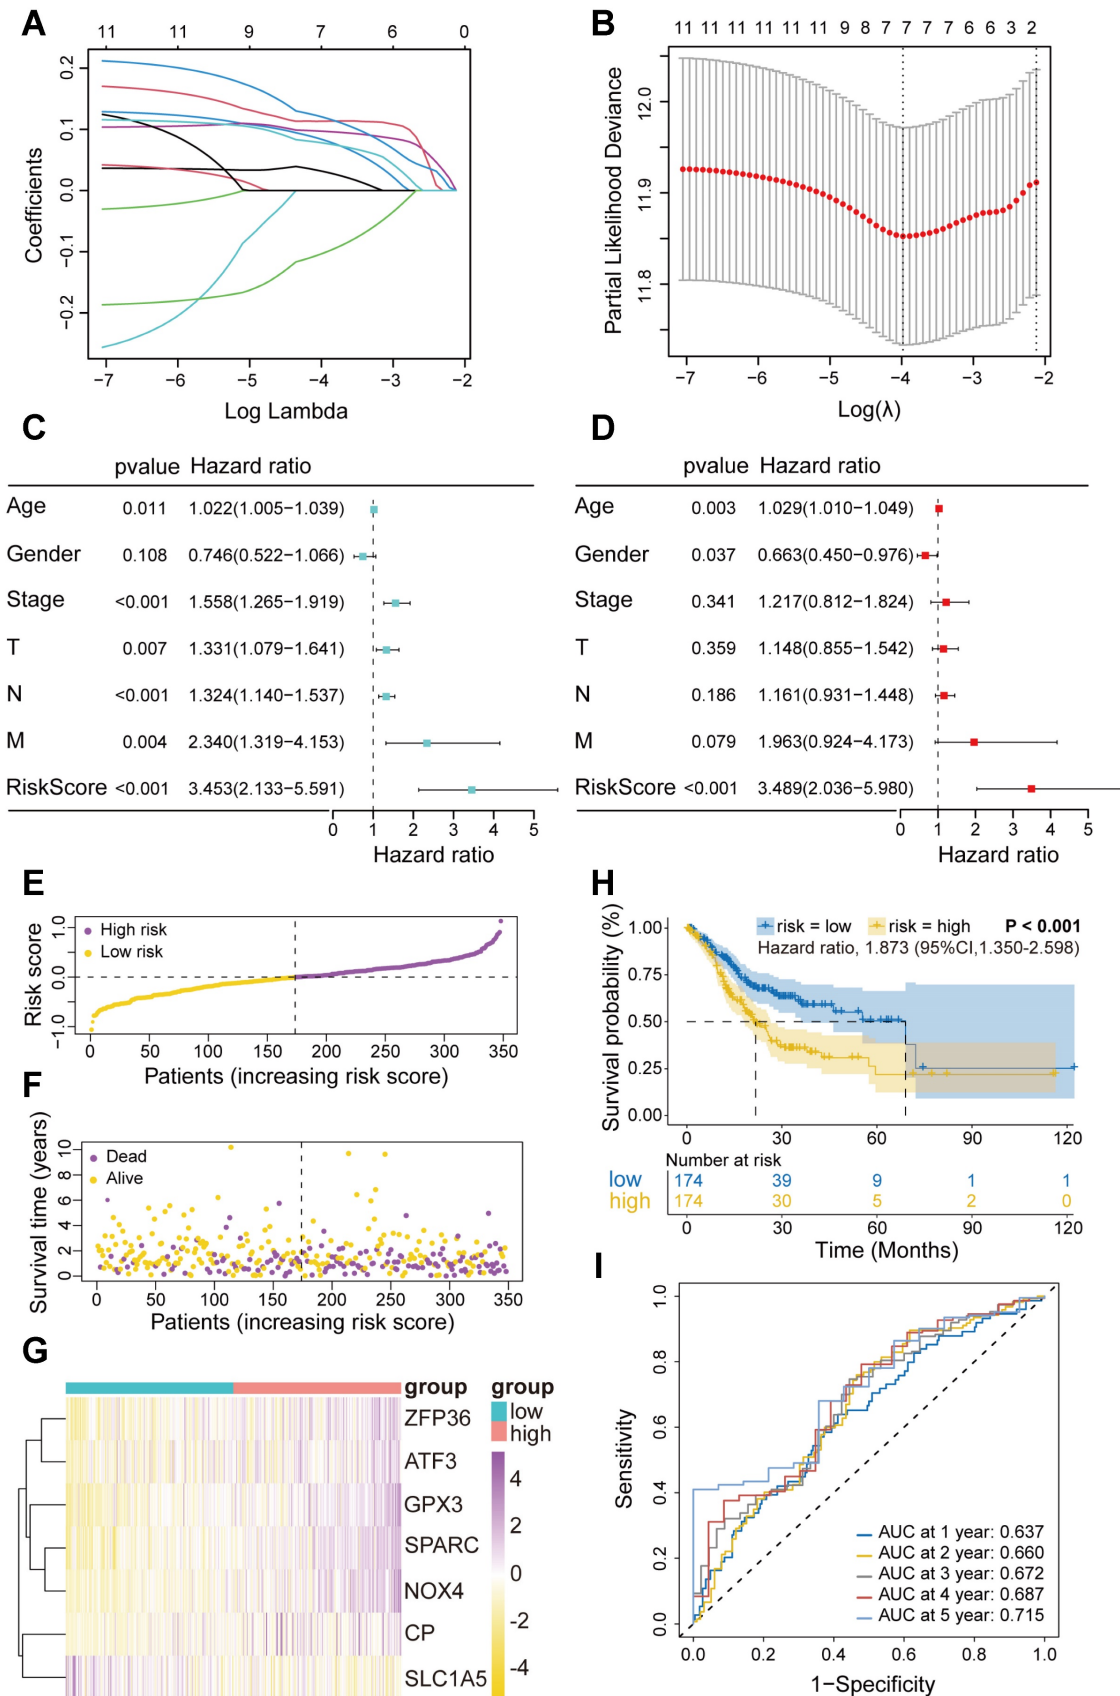 A
11 11 9 7 6 0
Coefficients
0.2
0.1
0.0
−0.1
−0.2
−7 −6 −5 −4 −3 −2
Log Lambda
B
11 11 11 11 11 11 9 8 7 7 7 7 6 6 3 2
Partial Likelihood Deviance
12.0
11.9
11.8
−7 −6 −5 −4 −3 −2
Log(λ)
C
pvalue Hazard ratio
Age 0.011 1.022(1.005−1.039)
Gender 0.108 0.746(0.522−1.066)
Stage <0.001 1.558(1.265−1.919)
T 0.007 1.331(1.079−1.641)
N <0.001 1.324(1.140−1.537)
M 0.004 2.340(1.319−4.153)
RiskScore <0.001 3.453(2.133−5.591)
0 1 2 3 4 5
Hazard ratio
D
pvalue Hazard ratio
Age 0.003 1.029(1.010−1.049)
Gender 0.037 0.663(0.450−0.976)
Stage 0.341 1.217(0.812−1.824)
T 0.359 1.148(0.855−1.542)
N 0.186 1.161(0.931−1.448)
M 0.079 1.963(0.924−4.173)
RiskScore <0.001 3.489(2.036−5.980)
0 1 2 3 4 5
Hazard ratio
E
Risk score
1.0
0.0
−1.0
High risk
Low risk
0 50 100 150 200 250 300 350
Patients (increasing risk score)
F
Survival time (years)
10
8
6
4
2
0
Dead
Alive
0 50 100 150 200 250 300 350
Patients (increasing risk score)
G
group
ZFP36
ATF3
GPX3
SPARC
NOX4
CP
SLC1A5
group
low
high
4
2
0
−2
−4
H
Survival probability (%)
1.00
0.75
0.50
0.25
0.00
risk = low risk = high P < 0.001
Hazard ratio, 1.873 (95%CI,1.350-2.598)
0 30 60 90 120
Number at risk
low 174 39 9 1 1
high 174 30 5 2 0
0 30 60 90 120
Time (Months)
I
Sensitivity
1.0
0.8
0.6
0.4
0.2
0.0
AUC at 1 year: 0.637
AUC at 2 year: 0.660
AUC at 3 year: 0.672
AUC at 4 year: 0.687
AUC at 5 year: 0.715
0.0 0.2 0.4 0.6 0.8 1.0
1−Specificity